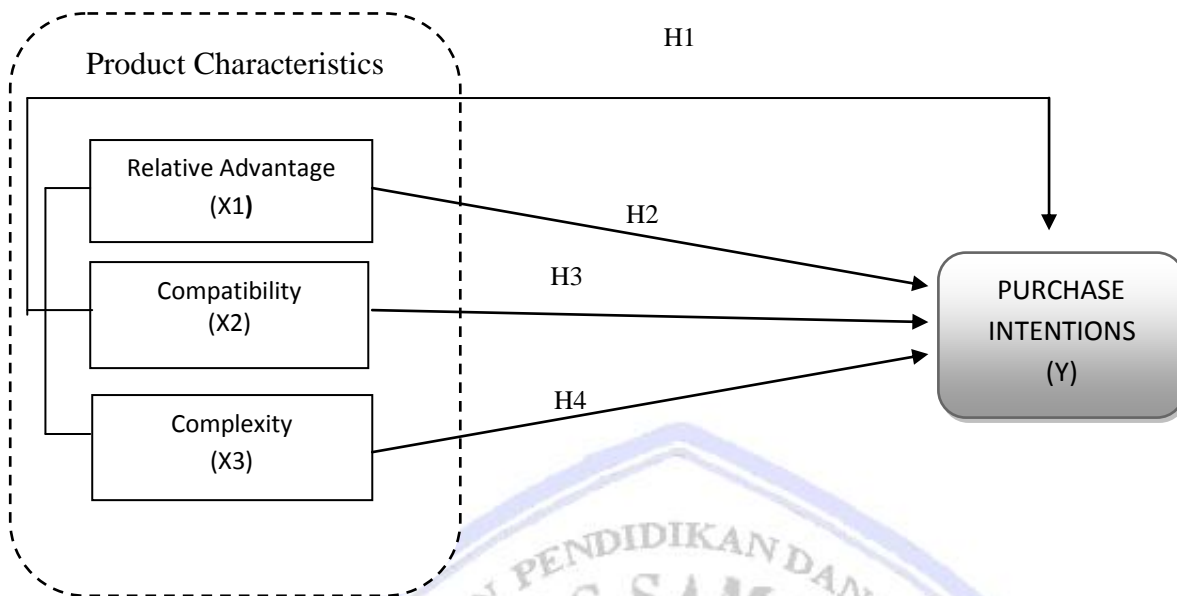 H1
Product Characteristics
Relative Advantage
(X1)
H2
Compatibility
(X2)
H3
PURCHASE
INTENTIONS
(Y)
Complexity
(X3)
H4
PENDIDIKAN DAN